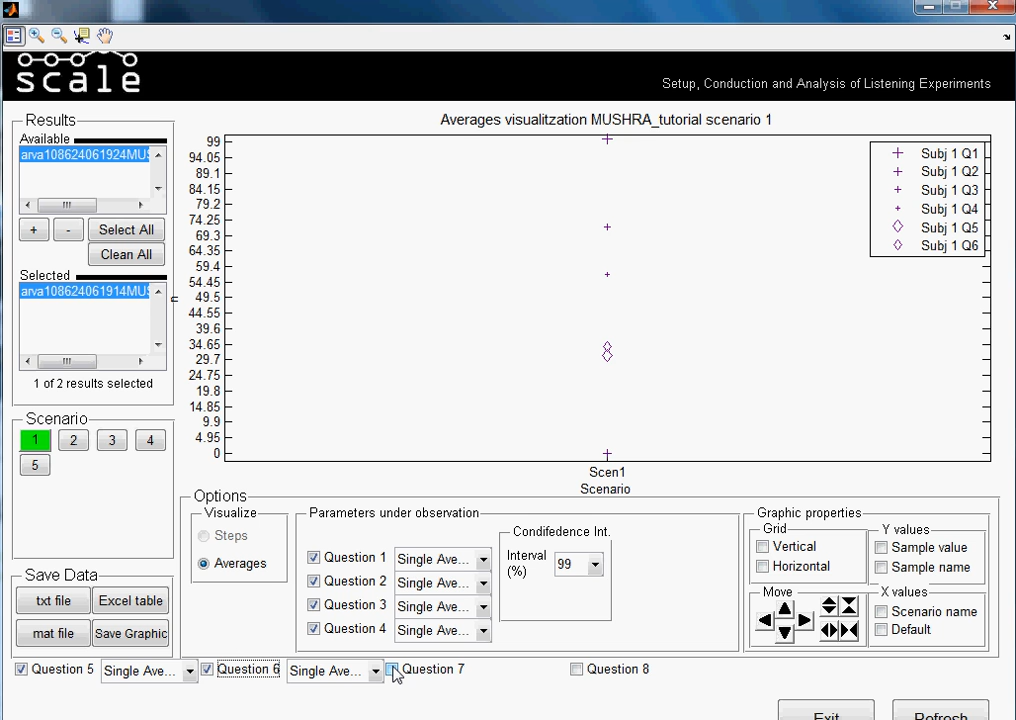 scale
Setup, Conduction and Analysis of Listening Experiments
Results
Available
arva108624061924MUS
+
-
Select All
Clean All
Selected
arva108624061914MUS
1 of 2 results selected
Scenario
1
2
3
4
5
Save Data
txt file
Excel table
mat file
Save Graphic
Averages visualitzation MUSHRA_tutorial scenario 1
99
94.05
89.1
84.15
79.2
74.25
69.3
64.35
59.4
54.45
49.5
44.55
39.6
34.65
29.7
24.75
19.8
14.85
9.9
4.95
0
Subj 1 Q1
Subj 1 Q2
Subj 1 Q3
Subj 1 Q4
Subj 1 Q5
Subj 1 Q6
Scen1
Scenario
Options
Visualize
Steps
Averages
Parameters under observation
Question 1 Single Ave...
Question 2 Single Ave...
Question 3 Single Ave...
Question 4 Single Ave...
Condifedence Int.
Interval
(%)
99
Graphic properties
Grid
Vertical
Horizontal
Y values
Sample value
Sample name
Move
X values
Scenario name
Default
Question 5 Single Ave... Question 6 Single Ave... Question 7 Question 8
Exit
Refresh